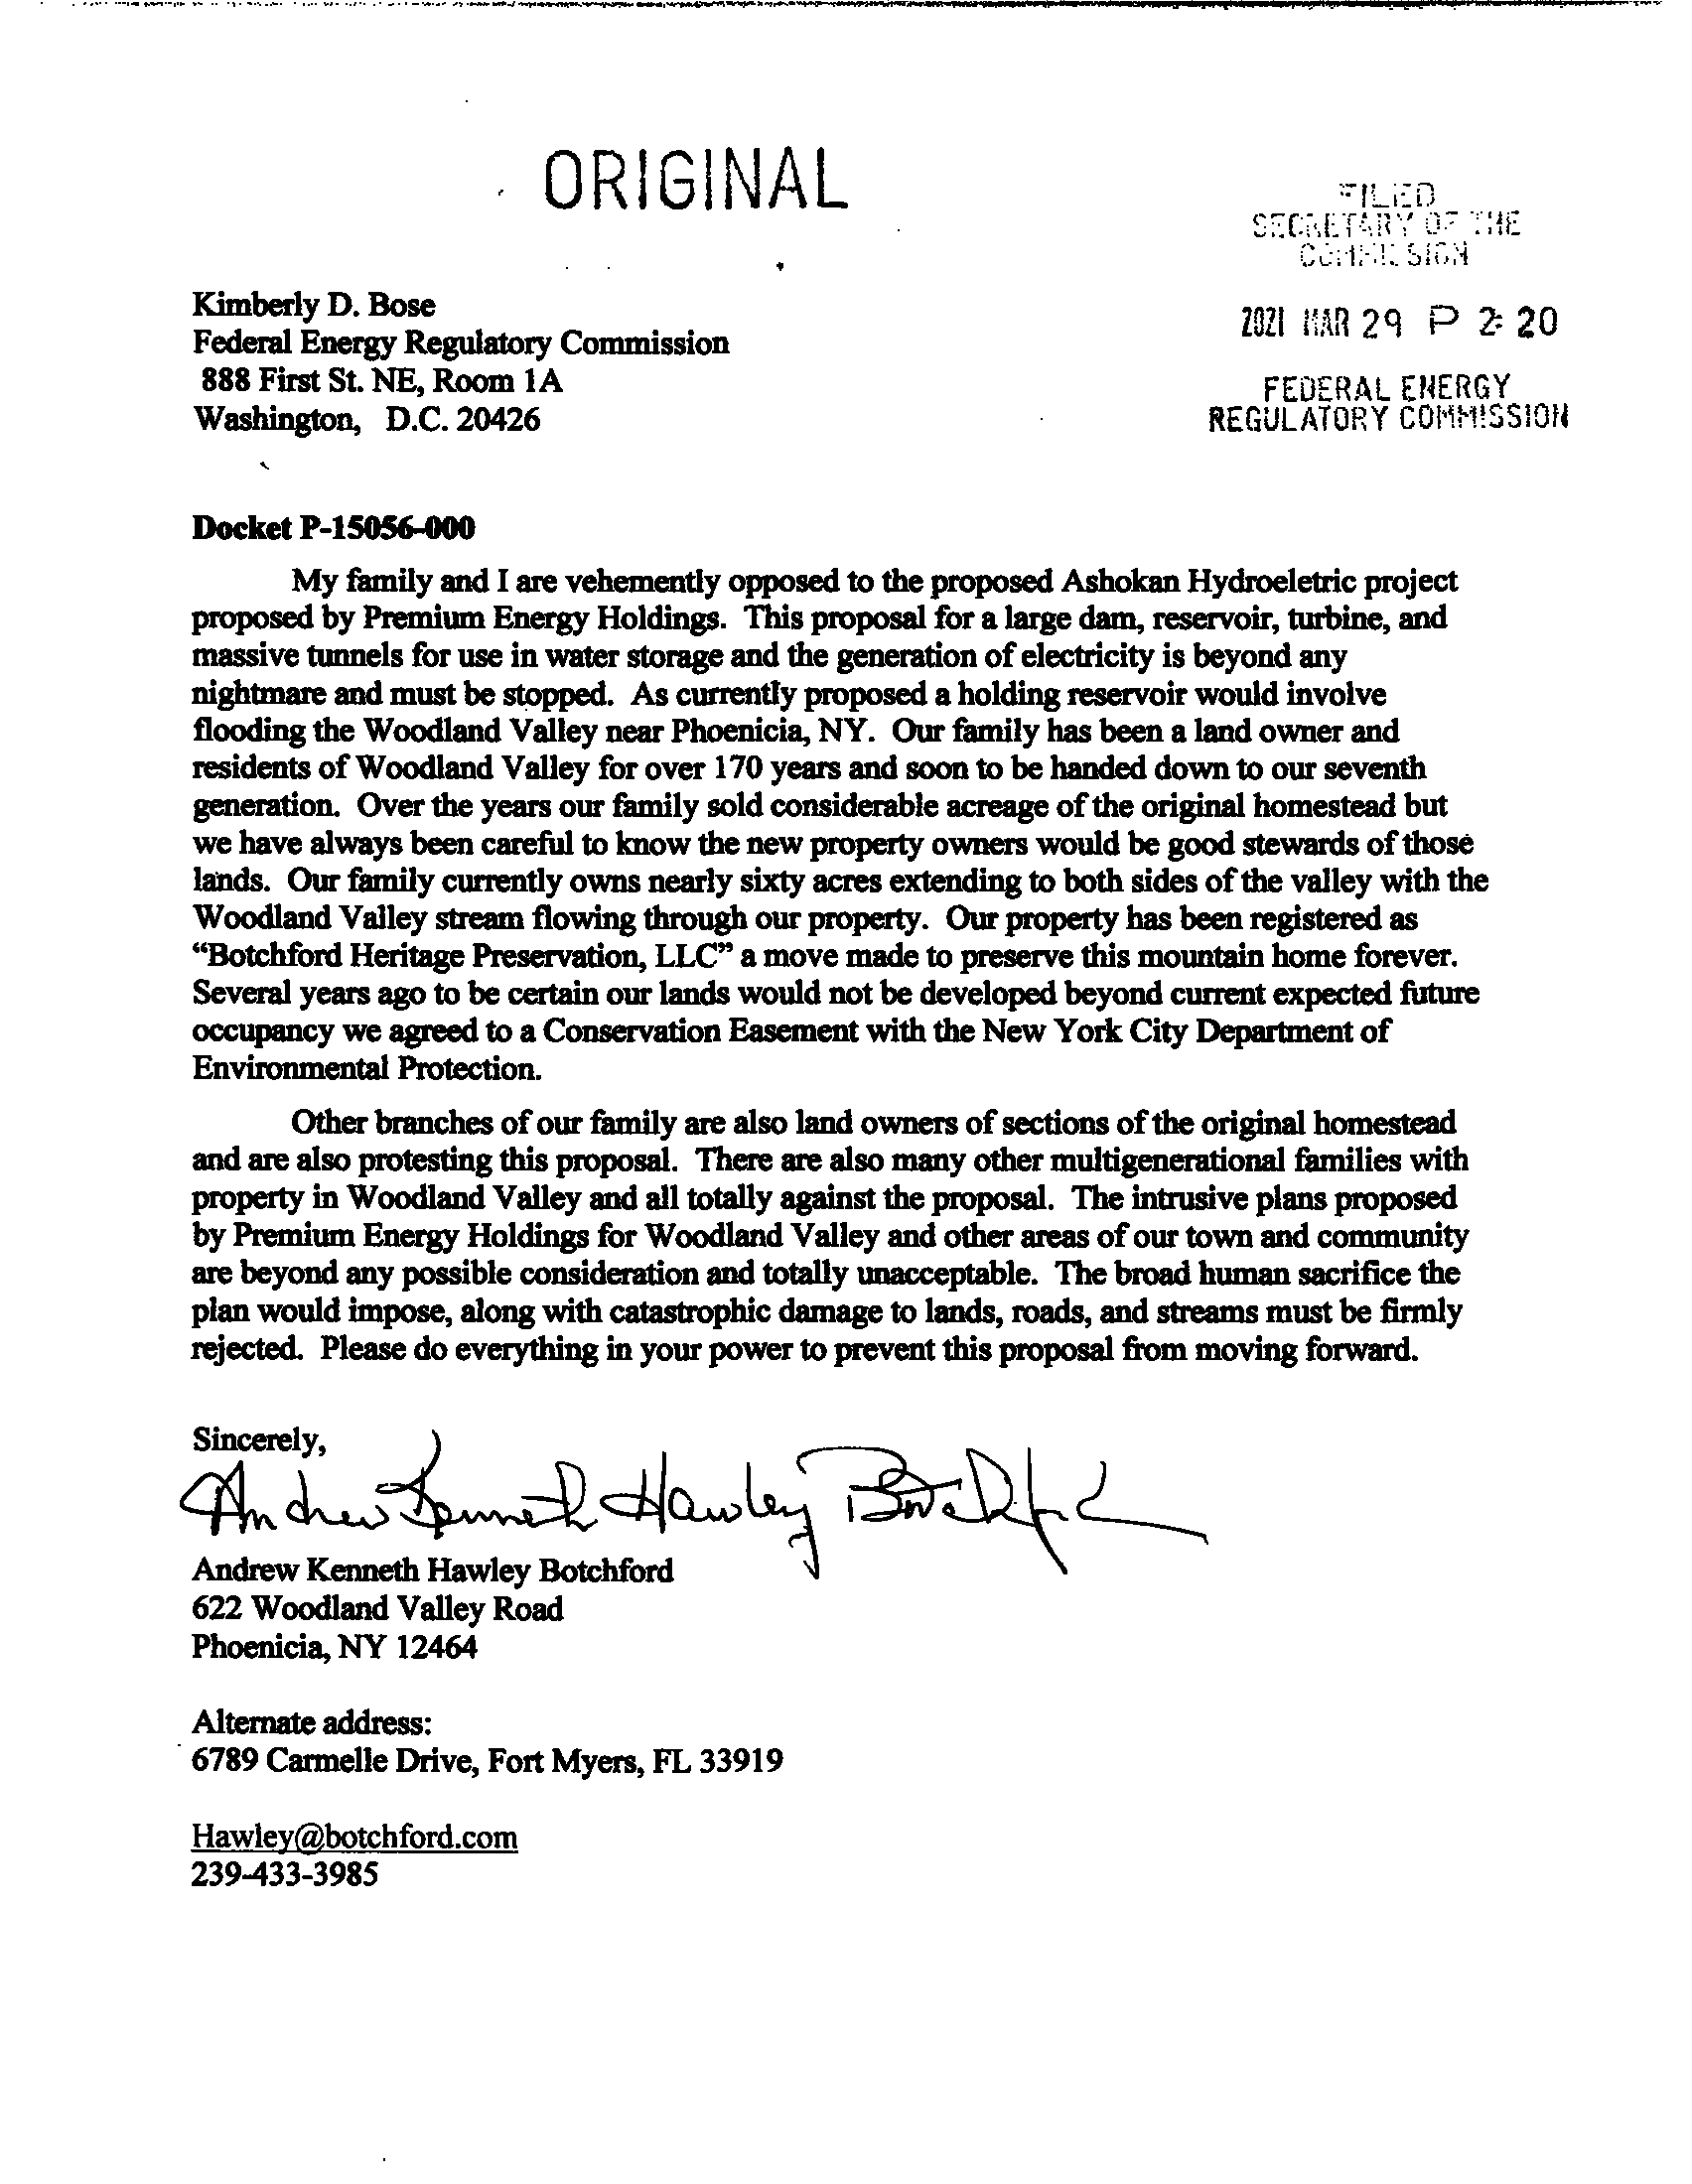 ORIGINAL
FILED
SECRETARY OF THE
COMMISSION
2021 MAR 29 P 2: 20
FEDERAL ENERGY
REGULATORY COMMISSION
Kimberly D. Bose
Federal Energy Regulatory Commission
888 First St. NE, Room 1A
Washington, D.C. 20426
Docket P-15056-000
My family and I are vehemently opposed to the proposed Ashokan Hydroeletric project
proposed by Premium Energy Holdings. This proposal for a large dam, reservoir, turbine, and
massive tunnels for use in water storage and the generation of electricity is beyond any
nightmare and must be stopped. As currently proposed a holding reservoir would involve
flooding the Woodland Valley near Phoenicia, NY. Our family has been a land owner and
residents of Woodland Valley for over 170 years and soon to be handed down to our seventh
generation. Over the years our family sold considerable acreage of the original homestead but
we have always been careful to know the new property owners would be good stewards of those
lands. Our family currently owns nearly sixty acres extending to both sides of the valley with the
Woodland Valley stream flowing through our property. Our property has been registered as
“Botchford Heritage Preservation, LLC” a move made to preserve this mountain home forever.
Several years ago to be certain our lands would not be developed beyond current expected future
occupancy we agreed to a Conservation Easement with the New York City Department of
Environmental Protection.
Other branches of our family are also land owners of sections of the original homestead
and are also protesting this proposal. There are also many other multigenerational families with
property in Woodland Valley and all totally against the proposal. The intrusive plans proposed
by Premium Energy Holdings for Woodland Valley and other areas of our town and community
are beyond any possible consideration and totally unacceptable. The broad human sacrifice the
plan would impose, along with catastrophic damage to lands, roads, and streams must be firmly
rejected. Please do everything in your power to prevent this proposal from moving forward.
Sincerely,
Andrew Kenneth Hawley Botchford
Andrew Kenneth Hawley Botchford
622 Woodland Valley Road
Phoenicia, NY 12464
Alternate address:
6789 Carmelle Drive, Fort Myers, FL 33919
Hawley@botchford.com
239-433-3985